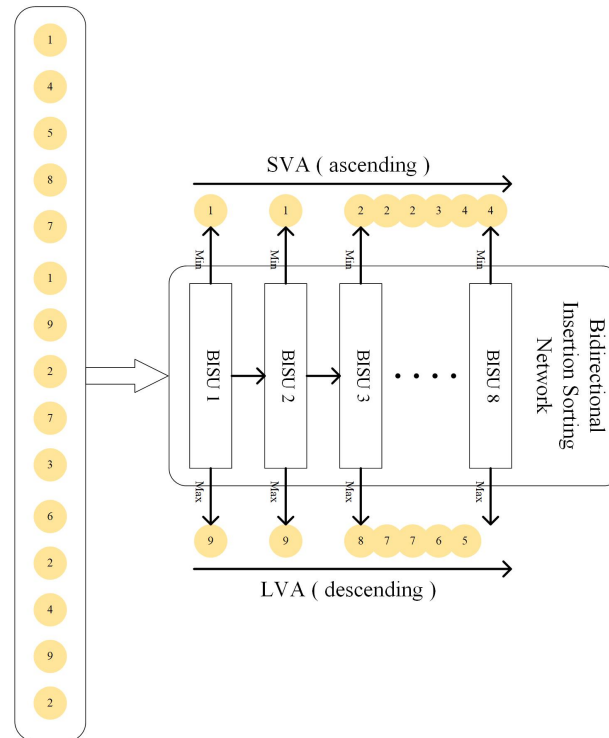 1
4
5
8
7
1
9
2
7
3
6
2
4
9
2
SVA ( ascending )
1 1 2 2 2 3 4 4
Min Min Min Min
BISU 1 BISU 2 BISU 3 BISU 8
Bidirectional
Insertion Sorting
Network
Max Max Max Max
9 9 8 7 7 6 5
LVA ( descending )